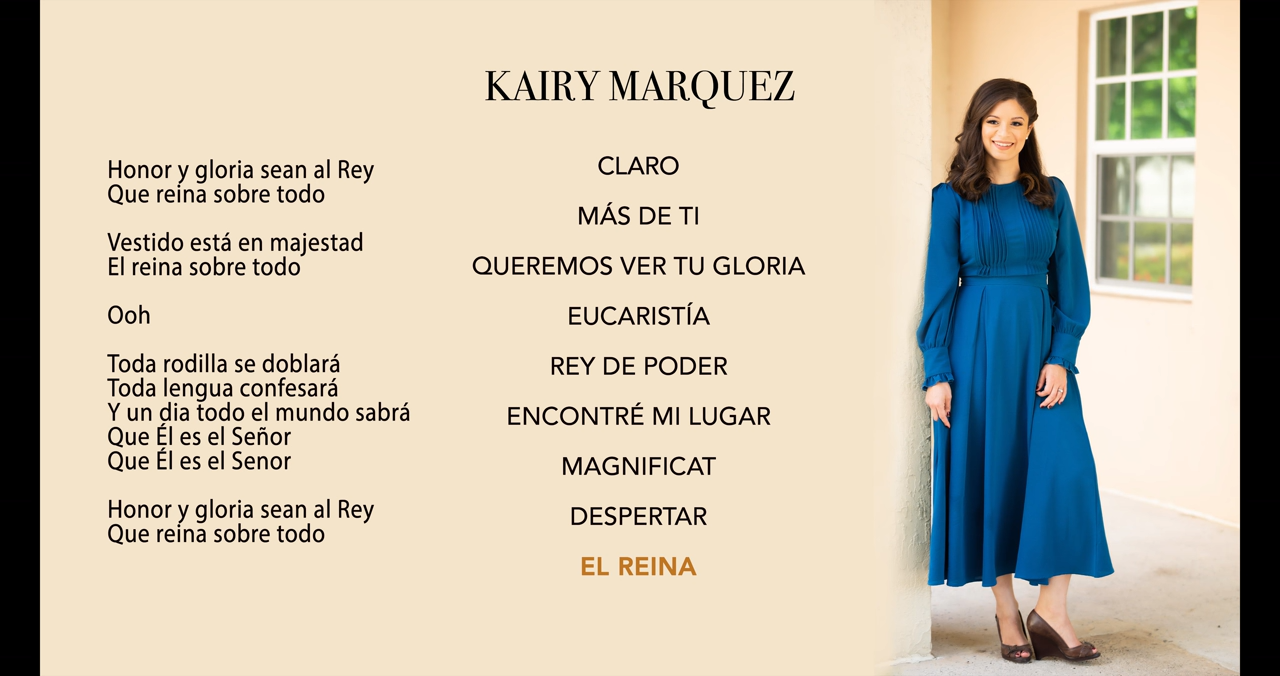 KAIRY MARQUEZ
Honor y gloria sean al Rey
Que reina sobre todo
Vestido está en majestad
El reina sobre todo
Ooh
Toda rodilla se doblará
Toda lengua confesará
Y un dia todo el mundo sabrá
Que Él es el Señor
Que Él es el Senor
Honor y gloria sean al Rey
Que reina sobre todo
CLARO
MÁS DE TI
QUEREMOS VER TU GLORIA
EUCARISTÍA
REY DE PODER
ENCONTRÉ MI LUGAR
MAGNIFICAT
DESPERTAR
EL REINA